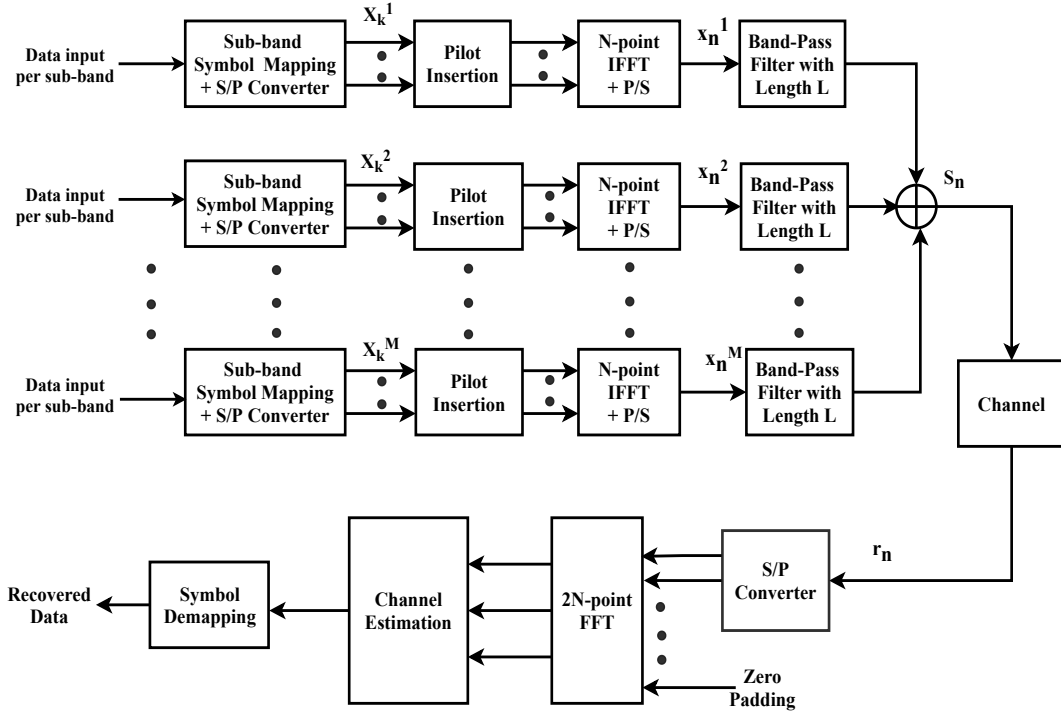 Data input
per sub-band
Sub-band
Symbol Mapping
+ S/P Converter
X_k^1
Pilot
Insertion
N-point
IFFT
+ P/S
x_n^1
Band-Pass
Filter with
Length L
Data input
per sub-band
Sub-band
Symbol Mapping
+ S/P Converter
X_k^2
Pilot
Insertion
N-point
IFFT
+ P/S
x_n^2
Band-Pass
Filter with
Length L
S_n
Data input
per sub-band
Sub-band
Symbol Mapping
+ S/P Converter
X_k^M
Pilot
Insertion
N-point
IFFT
+ P/S
x_n^M
Band-Pass
Filter with
Length L
Channel
Recovered
Data
Symbol
Demapping
Channel
Estimation
2N-point
FFT
S/P
Converter
r_n
Zero
Padding